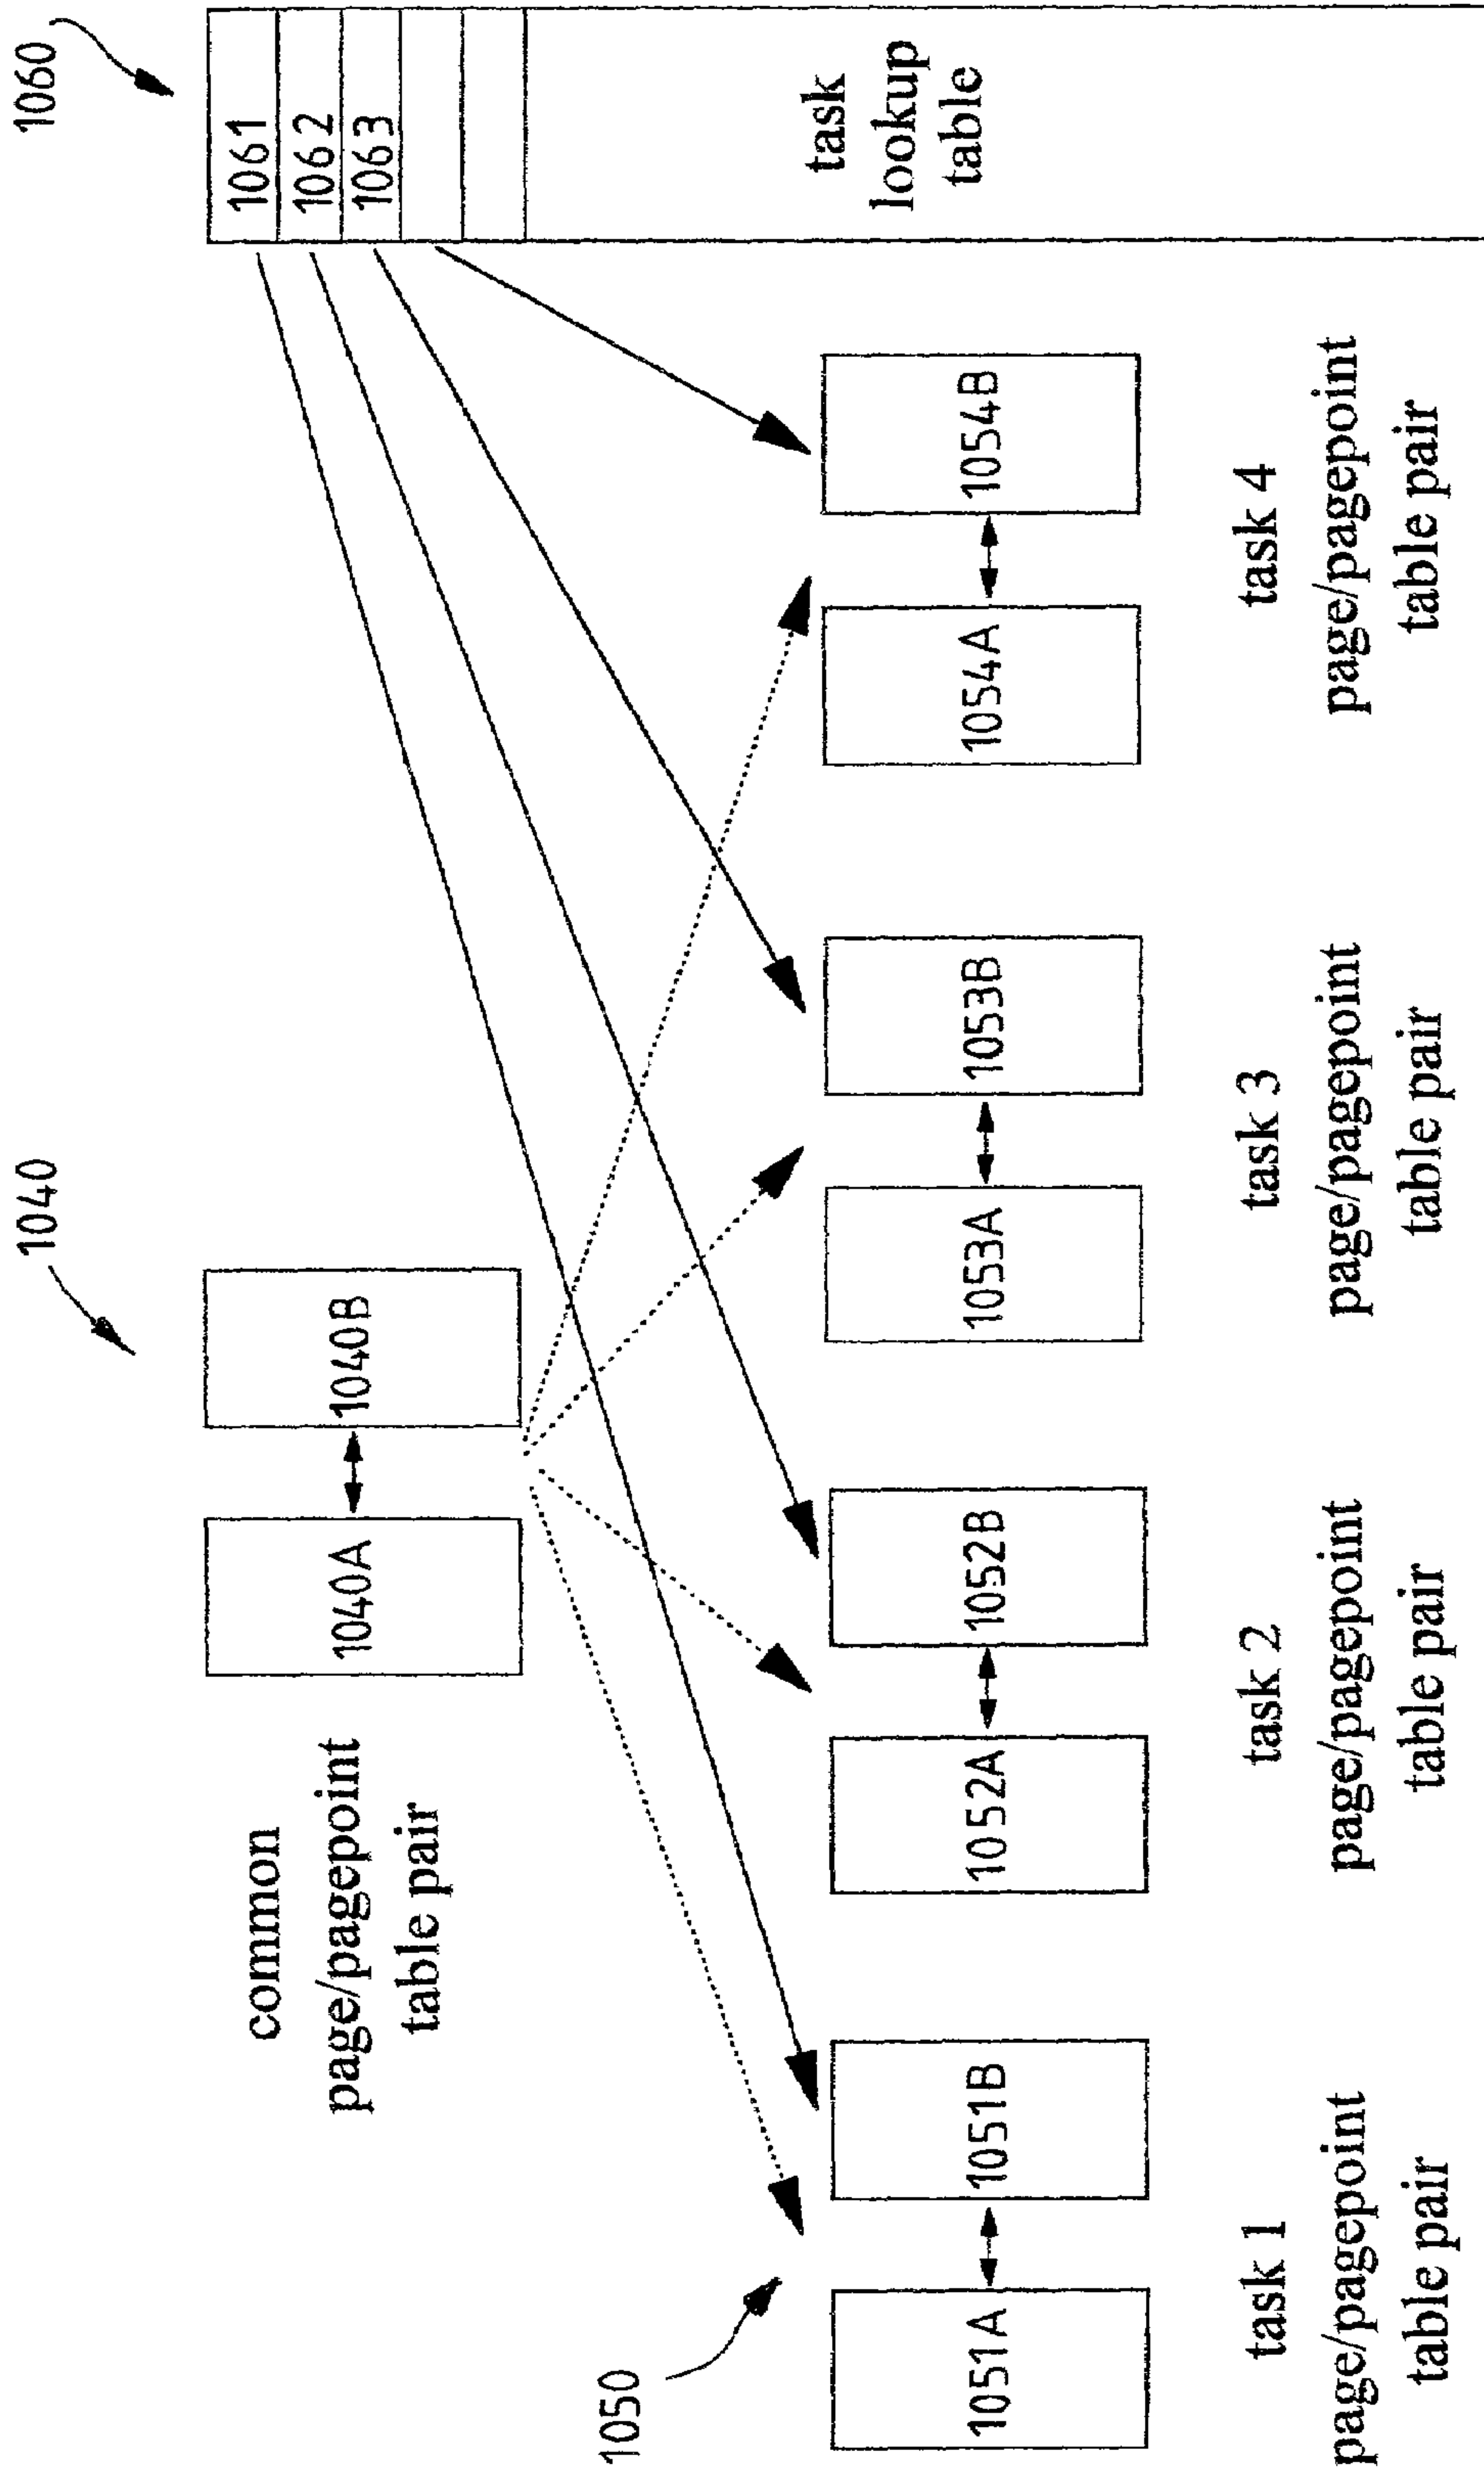 1040
1060
common
page/pagepoint
table pair
1040A
1040B
1061
1062
1063
task
lookup
table
1050
1051A
1051B
1052A
1052B
1053A
1053B
1054A
1054B
task 1
page/pagepoint
table pair
task 2
page/pagepoint
table pair
task 3
page/pagepoint
table pair
task 4
page/pagepoint
table pair